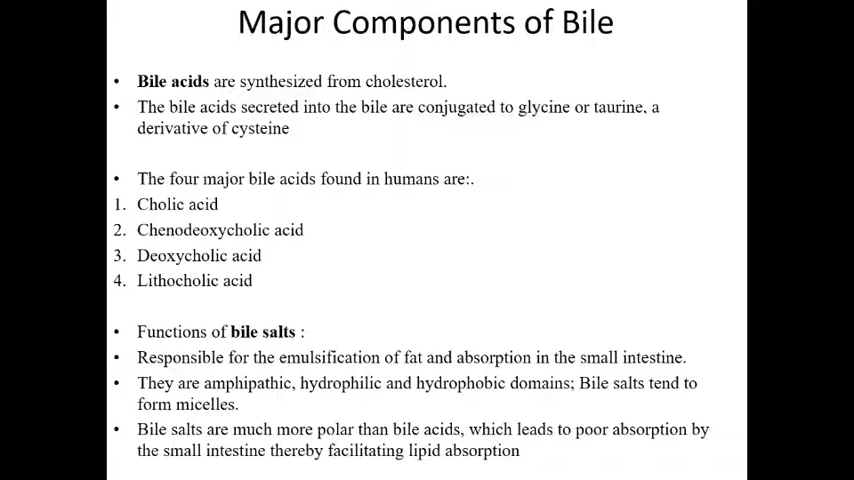 Major Components of Bile
• Bile acids are synthesized from cholesterol.
• The bile acids secreted into the bile are conjugated to glycine or taurine, a
derivative of cysteine
• The four major bile acids found in humans are:.
1. Cholic acid
2. Chenodeoxycholic acid
3. Deoxycholic acid
4. Lithocholic acid
• Functions of bile salts :
• Responsible for the emulsification of fat and absorption in the small intestine.
• They are amphipathic, hydrophilic and hydrophobic domains; Bile salts tend to
form micelles.
• Bile salts are much more polar than bile acids, which leads to poor absorption by
the small intestine thereby facilitating lipid absorption